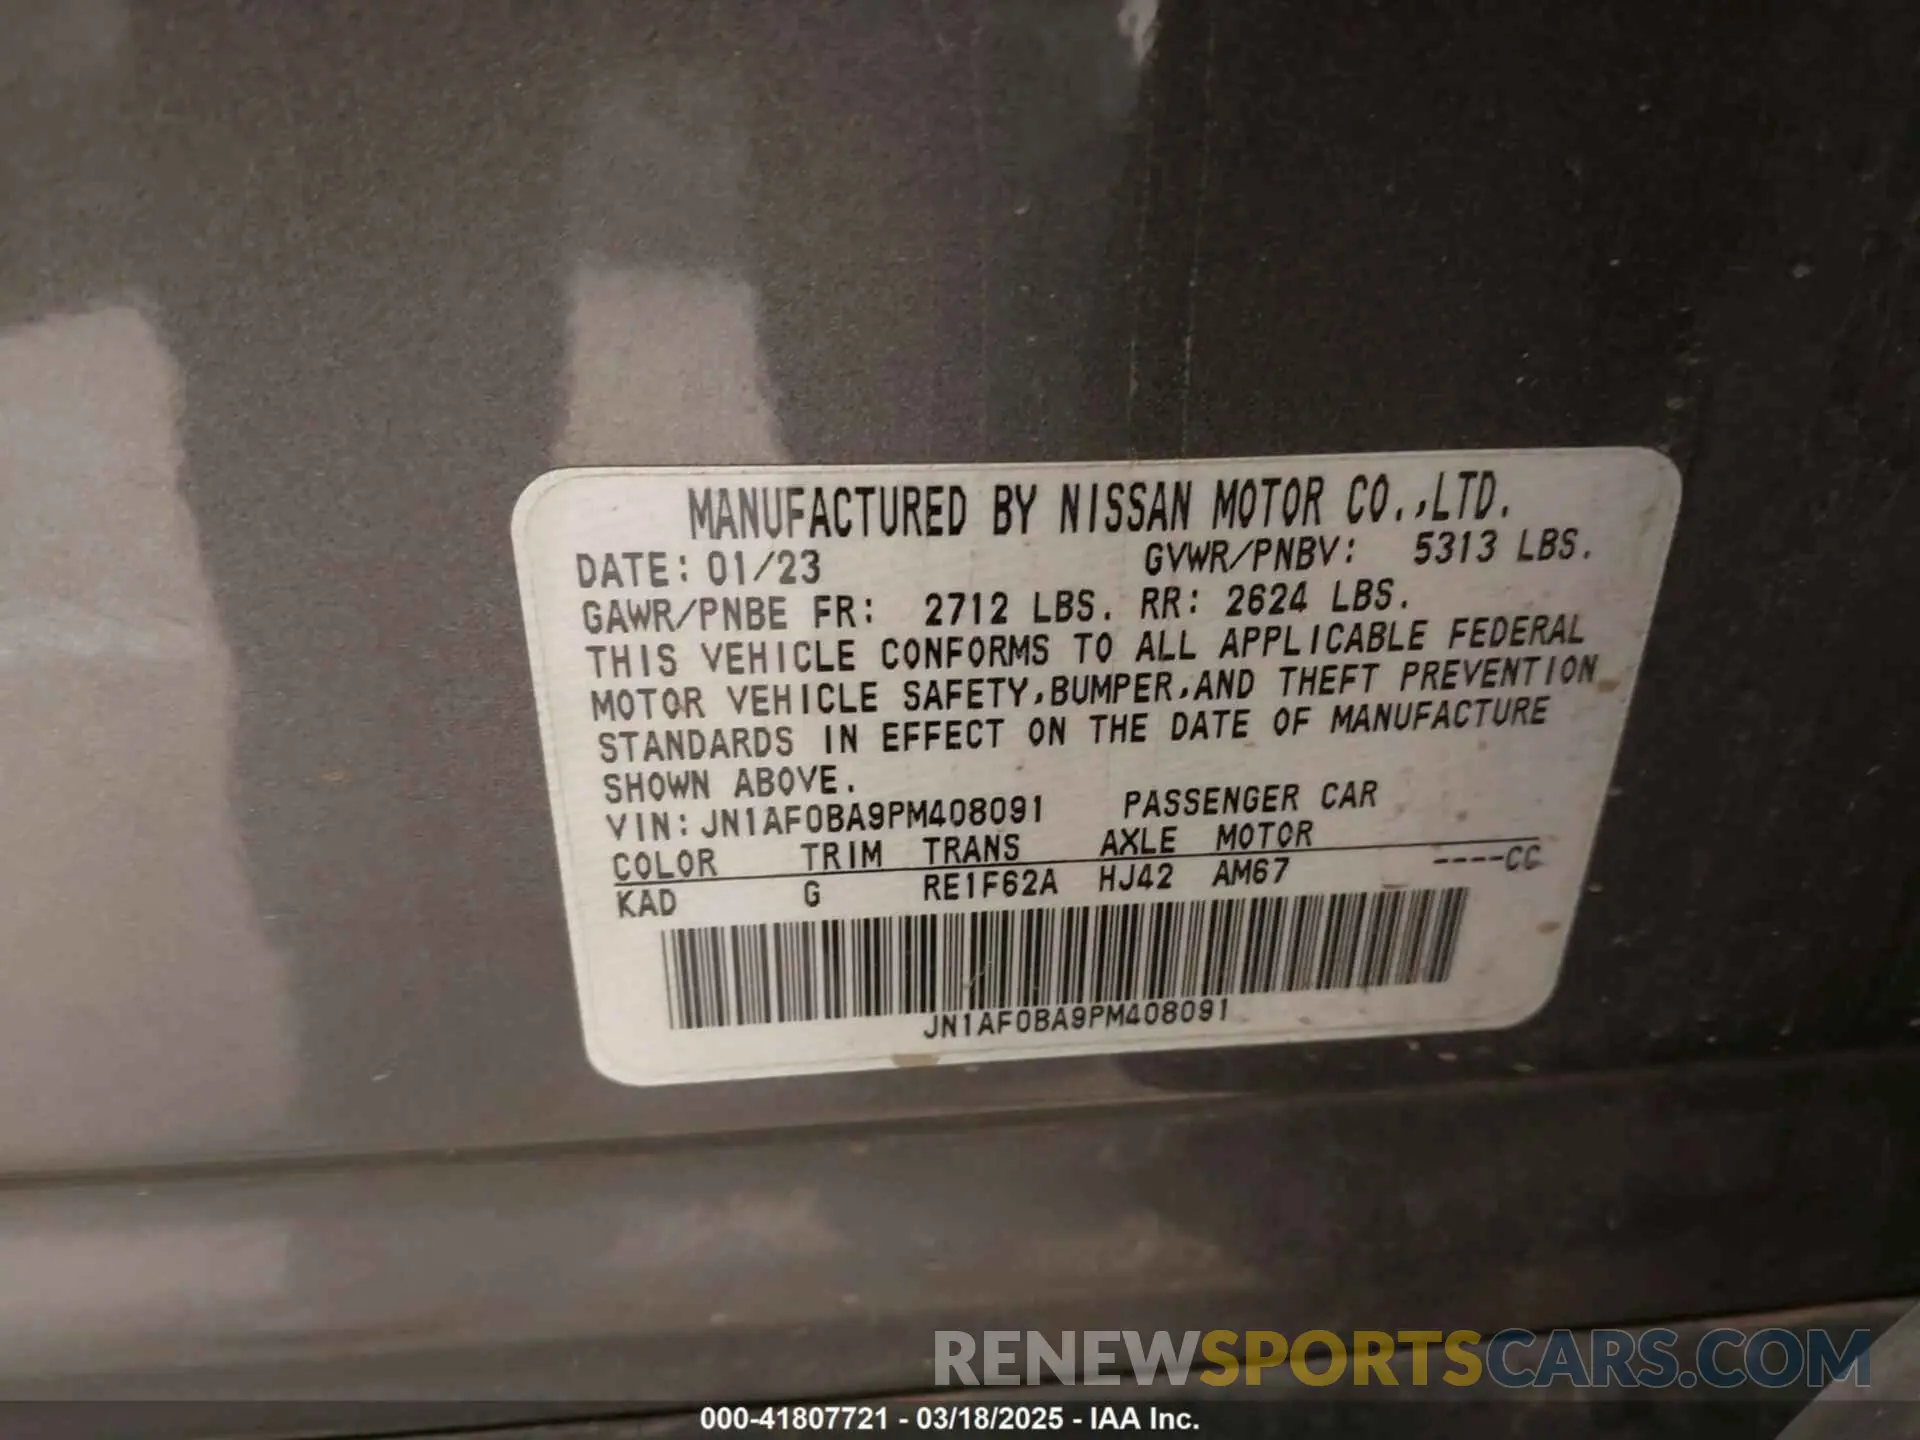 MANUFACTURED BY NISSAN MOTOR CO.,LTD.
DATE: 01/23 GVWR/PNBV: 5313 LBS.
GAWR/PNBE FR: 2712 LBS. RR: 2624 LBS.
THIS VEHICLE CONFORMS TO ALL APPLICABLE FEDERAL
MOTOR VEHICLE SAFETY,BUMPER,AND THEFT PREVENTION
STANDARDS IN EFFECT ON THE DATE OF MANUFACTURE
SHOWN ABOVE.
VIN: JN1AF0BA9PM408091 PASSENGER CAR
COLOR TRIM TRANS AXLE MOTOR
KAD G RE1F62A HJ42 AM67 ----CC
JN1AF0BA9PM408091
RENEWSPORTSCARS.COM
000-41807721 - 03/18/2025 - IAA Inc.